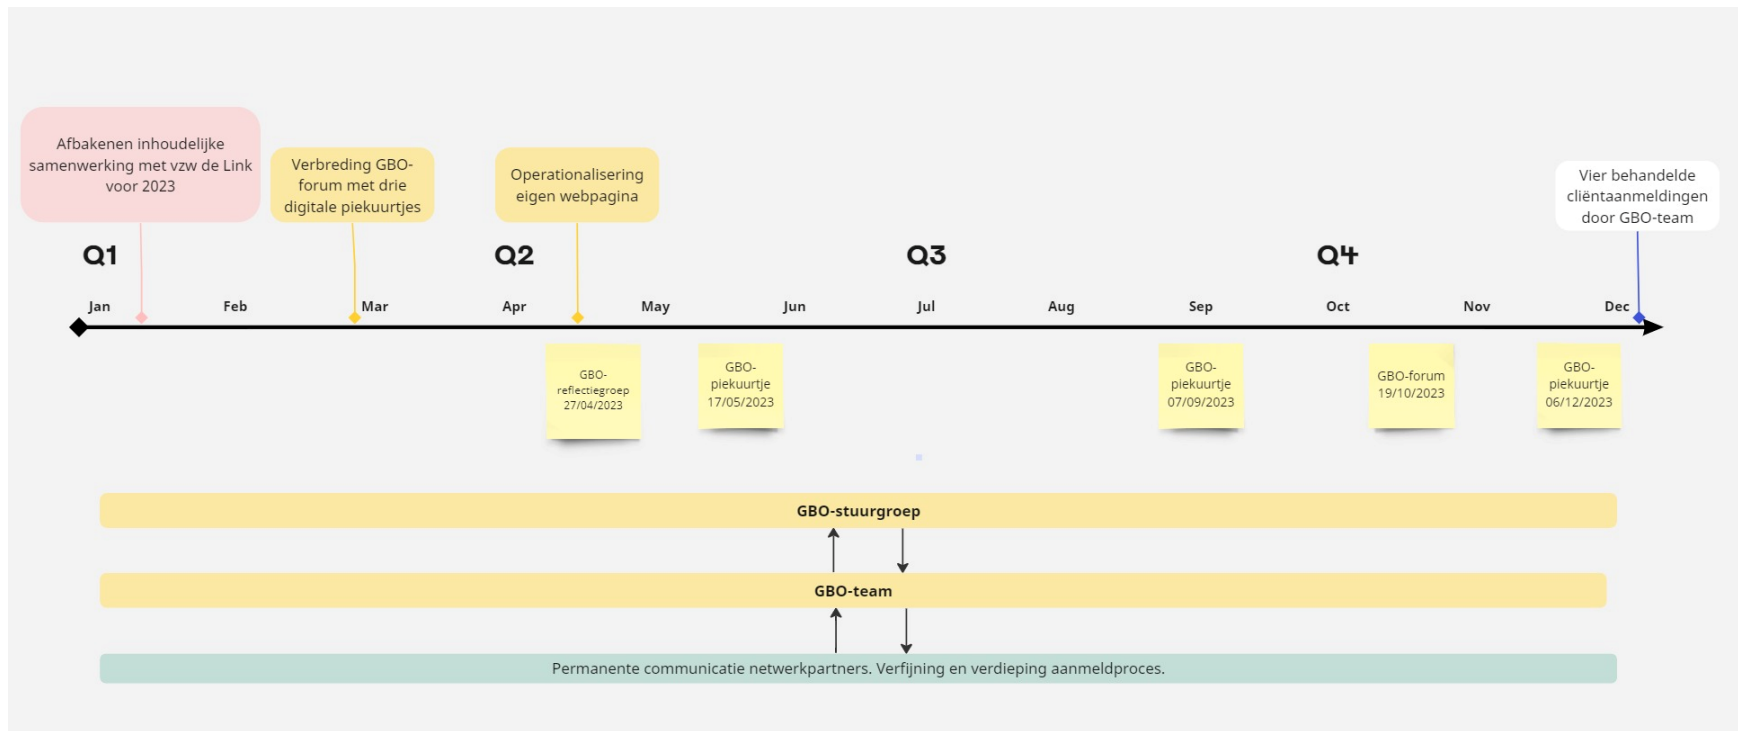 Afbakenen inhoudelijke
samenwerking met vzw de Link
voor 2023
Verbreding GBO-
forum met drie
digitale piekuurtjes
Operationalisering
eigen webpagina
Vier behandelde
cliëntaanmeldingen
door GBO-team
Q1
Q2
Q3
Q4
Jan
Feb
Mar
Apr
May
Jun
Jul
Aug
Sep
Oct
Nov
Dec
GBO-
reflectiegroep
27/04/2023
GBO-
piekuurtje
17/05/2023
GBO-
piekuurtje
07/09/2023
GBO-forum
19/10/2023
GBO-
piekuurtje
06/12/2023
GBO-stuurgroep
GBO-team
Permanente communicatie netwerkpartners. Verfijning en verdieping aanmeldproces.